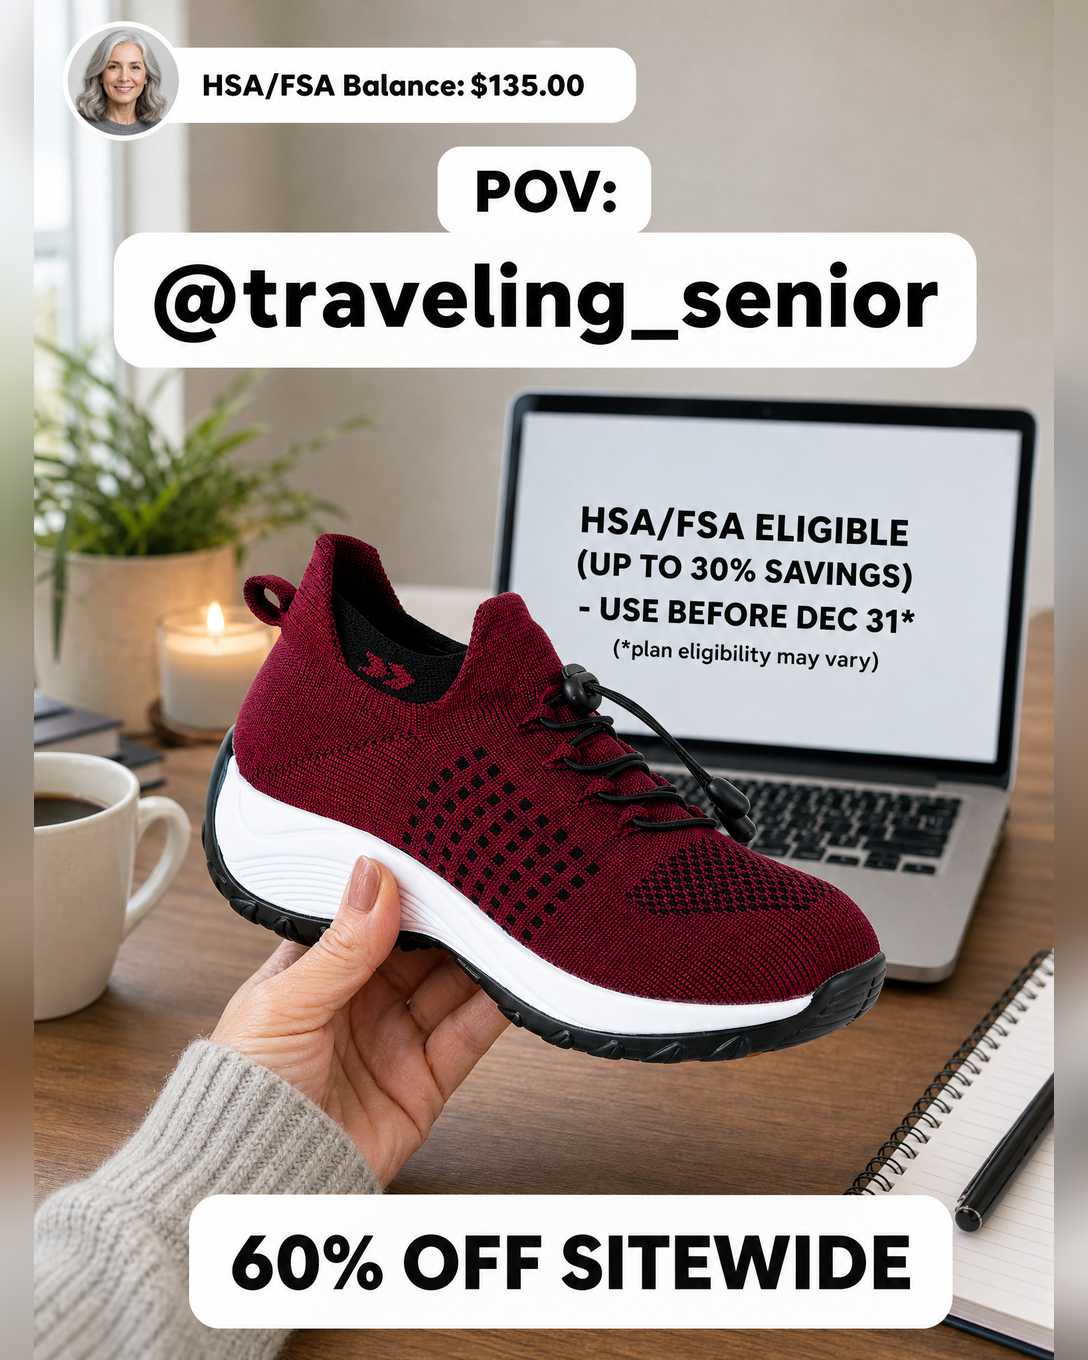 HSA/FSA Balance: $135.00
POV:
@traveling_senior
HSA/FSA ELIGIBLE
(UP TO 30% SAVINGS)
- USE BEFORE DEC 31*
(*plan eligibility may vary)
60% OFF SITEWIDE